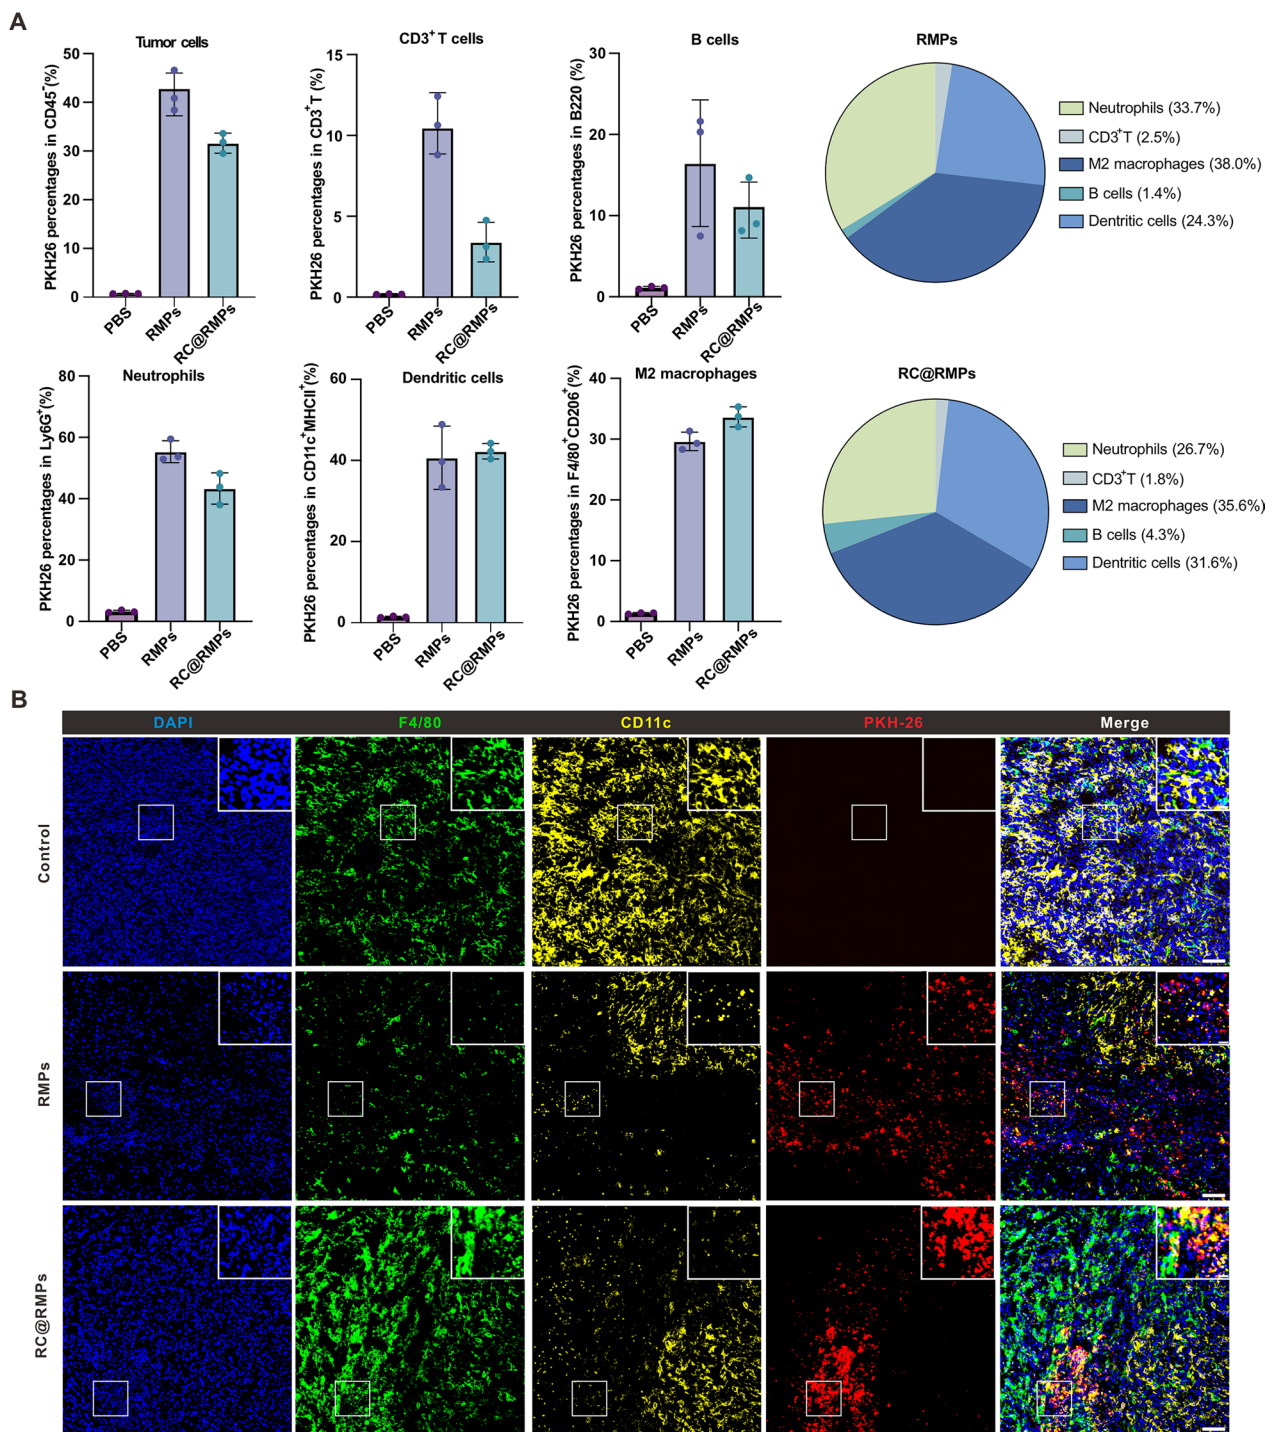 A
Tumor cells
PKH26 percentages in CD45⁻(%)
50
40
30
20
10
0
PBS
RMPs
RC@RMPs
CD3⁺T cells
PKH26 percentages in CD3⁺T (%)
15
10
5
0
PBS
RMPs
RC@RMPs
B cells
PKH26 percentages in B220 (%)
30
20
10
0
PBS
RMPs
RC@RMPs
RMPs
Neutrophils (33.7%)
CD3⁺T (2.5%)
M2 macrophages (38.0%)
B cells (1.4%)
Dentritic cells (24.3%)
Neutrophils
PKH26 percentages in Ly6G⁺(%)
80
60
40
20
0
PBS
RMPs
RC@RMPs
Dendritic cells
PKH26 percentages in CD11c⁺MHCII⁺(%)
60
40
20
0
PBS
RMPs
RC@RMPs
M2 macrophages
PKH26 percentages in F4/80⁺CD206⁺(%)
40
30
20
10
0
PBS
RMPs
RC@RMPs
RC@RMPs
Neutrophils (26.7%)
CD3⁺T (1.8%)
M2 macrophages (35.6%)
B cells (4.3%)
Dentritic cells (31.6%)
B
DAPI F4/80 CD11c PKH-26 Merge
Control
RMPs
RC@RMPs